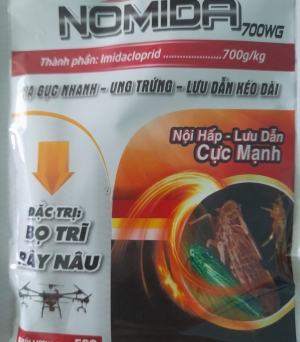 NOMIDA 700WG
Thành phần: Imidacloprid 700g/kg
GỤC NHANH – UNG TRỨNG – LƯU DẪN KÉO DÀI
Nội Hấp - Lưu Dẫn
Cực Mạnh
ĐẶC TRỊ:
BỌ TRĨ
RẦY NÂU